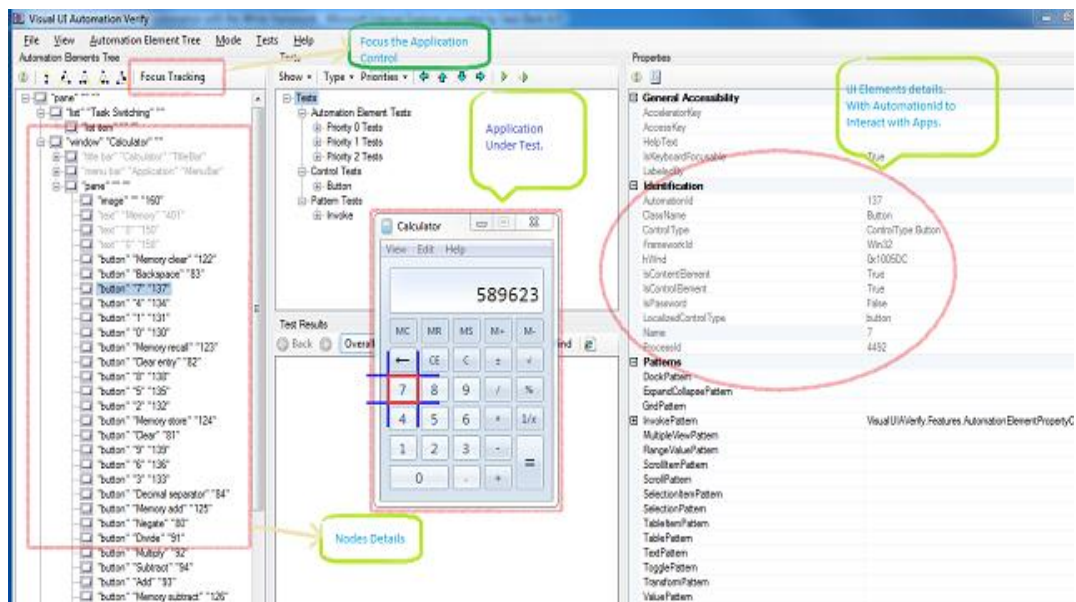 Visual UI Automation Verify
File View Automation Element Tree Mode Tests Help
Automation Elements Tree
Focus Tracking
"pane" "" ""
"list" "Task Switching" ""
"list item" "" ""
"window" "Calculator" ""
"title bar" "Calculator" "TitleBar"
"menu bar" "Application" "MenuBar"
"pane" "" ""
"image" "" "160"
"text" "Memory" "401"
"text" "0" "150"
"text" "0" "158"
"button" "Memory clear" "122"
"button" "Backspace" "83"
"button" "7" "137"
"button" "4" "134"
"button" "1" "131"
"button" "0" "130"
"button" "Memory recall" "123"
"button" "Clear entry" "82"
"button" "8" "138"
"button" "5" "135"
"button" "2" "132"
"button" "Memory store" "124"
"button" "Clear" "81"
"button" "9" "139"
"button" "6" "136"
"button" "3" "133"
"button" "Decimal separator" "84"
"button" "Memory add" "125"
"button" "Negate" "80"
"button" "Divide" "91"
"button" "Multiply" "92"
"button" "Subtract" "94"
"button" "Add" "93"
"button" "Memory subtract" "126"
Focus the Application
Control
Tests
Show Type Priorities
Tests
Automation Element Tests
Priority 0 Tests
Priority 1 Tests
Priority 2 Tests
Control Tests
Button
Pattern Tests
Invoke
Application
Under Test.
Test Results
Back Overall
Calculator
View Edit Help
589623
MC MR MS M+ M-
← CE C ± √
7 8 9 / %
4 5 6 * 1/x
1 2 3 - =
0 . +
Nodes Details
Properties
UI Elements details.
With AutomationId to
Interact with Apps.
General Accessibility
AcceleratorKey
AccessKey
HelpText
IsKeyboardFocusable True
LabeledBy
Identification
AutomationId 137
ClassName Button
ControlType ControlType.Button
FrameworkId Win32
hWnd 0x1005DC
IsContentElement True
IsControlElement True
IsPassword False
LocalizedControlType button
Name 7
ProcessId 4492
Patterns
DockPattern
ExpandCollapsePattern
GridPattern
InvokePattern VisualUIAVerify.Features.AutomationElementPropertyC
MultipleViewPattern
RangeValuePattern
ScrollItemPattern
ScrollPattern
SelectionItemPattern
SelectionPattern
TableItemPattern
TablePattern
TextPattern
TogglePattern
TransformPattern
ValuePattern